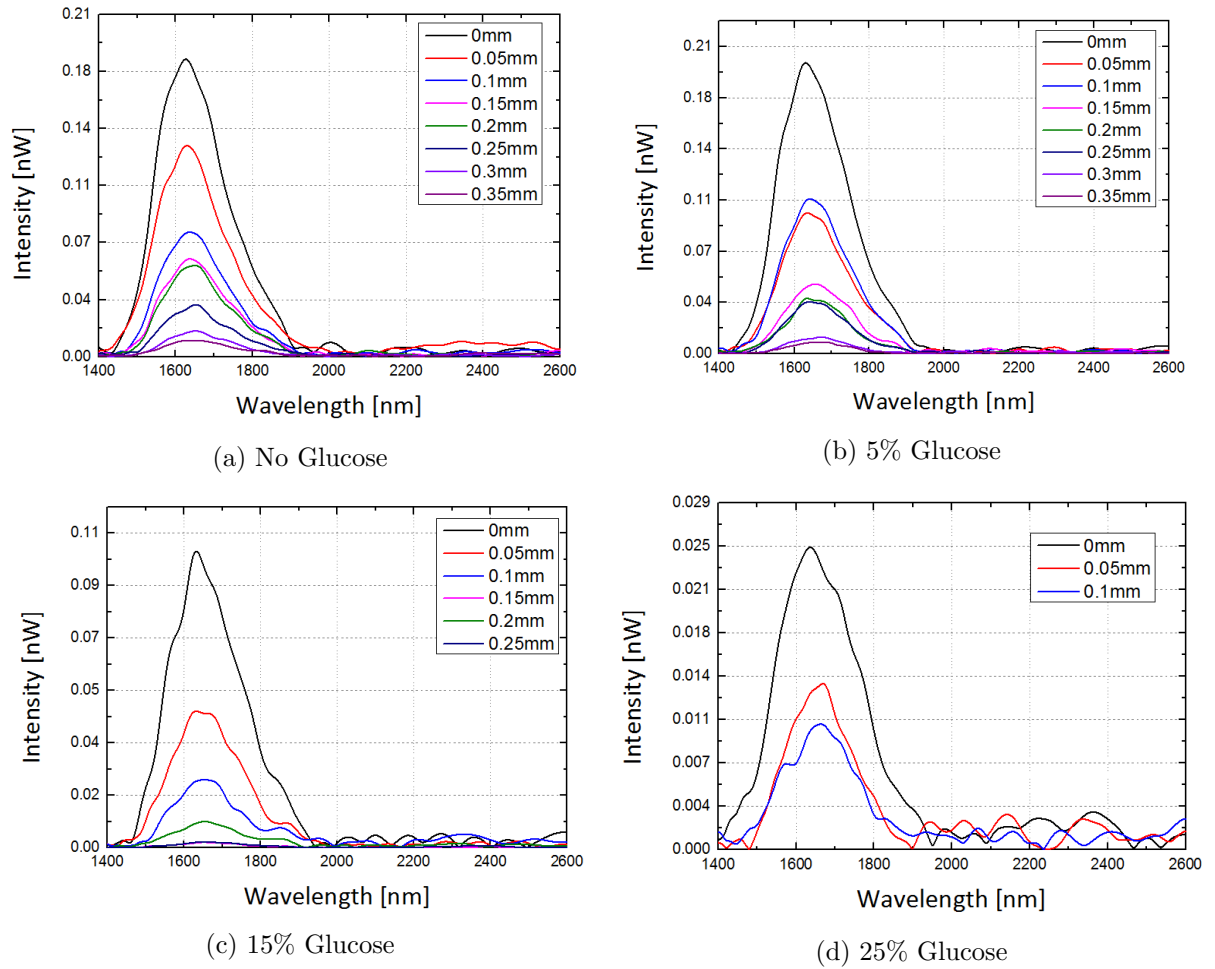 0.21
0.18
0.14
0.11
0.07
0.04
0.00
Intensity [nW]
1400 1600 1800 2000 2200 2400 2600
Wavelength [nm]
0mm
0.05mm
0.1mm
0.15mm
0.2mm
0.25mm
0.3mm
0.35mm
(a) No Glucose
0.21
0.18
0.14
0.11
0.07
0.04
0.00
Intensity [nW]
1400 1600 1800 2000 2200 2400 2600
Wavelength [nm]
0mm
0.05mm
0.1mm
0.15mm
0.2mm
0.25mm
0.3mm
0.35mm
(b) 5% Glucose
0.11
0.09
0.07
0.05
0.04
0.02
0.00
Intensity [nW]
1400 1600 1800 2000 2200 2400 2600
Wavelength [nm]
0mm
0.05mm
0.1mm
0.15mm
0.2mm
0.25mm
(c) 15% Glucose
0.029
0.025
0.022
0.018
0.014
0.011
0.007
0.004
0.000
Intensity [nW]
1400 1600 1800 2000 2200 2400 2600
Wavelength [nm]
0mm
0.05mm
0.1mm
(d) 25% Glucose